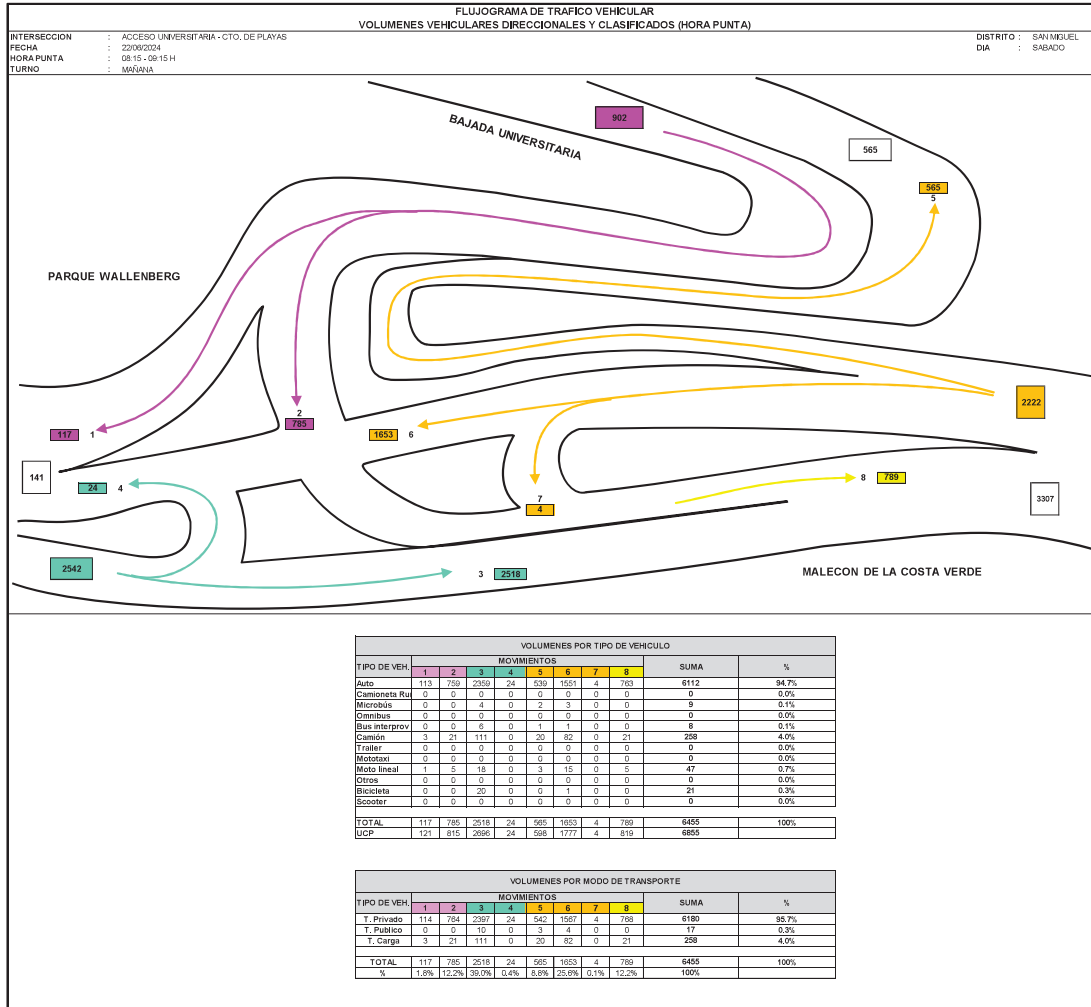 FLUJOGRAMA DE TRAFICO VEHICULAR
VOLUMENES VEHICULARES DIRECCIONALES Y CLASIFICADOS (HORA PUNTA)
INTERSECCION : ACCESO UNIVERSITARIA - CTO. DE PLAYAS DISTRITO : SAN MIGUEL
FECHA : 22/06/2024 DIA : SABADO
HORA PUNTA : 08:15 - 09:15 H
TURNO : MAÑANA
902
BAJADA UNIVERSITARIA
565
565
5
PARQUE WALLENBERG
2222
2
785
117 1
1653 6
141
24 4
8 789
7
4
3307
2542
3 2518
MALECON DE LA COSTA VERDE
VOLUMENES POR TIPO DE VEHICULO
TIPO DE VEH. MOVIMIENTOS SUMA %
1 2 3 4 5 6 7 8
Auto 113 759 2359 24 539 1551 4 763 6112 94.7%
Camioneta Ru 0 0 0 0 0 0 0 0 0 0.0%
Microbús 0 0 4 0 2 3 0 0 9 0.1%
Omnibus 0 0 0 0 0 0 0 0 0 0.0%
Bus interprov 0 0 6 0 1 1 0 0 8 0.1%
Camión 3 21 111 0 20 82 0 21 258 4.0%
Trailer 0 0 0 0 0 0 0 0 0 0.0%
Mototaxi 0 0 0 0 0 0 0 0 0 0.0%
Moto lineal 1 5 18 0 3 15 0 5 47 0.7%
Otros 0 0 0 0 0 0 0 0 0 0.0%
Bicicleta 0 0 20 0 0 1 0 0 21 0.3%
Scooter 0 0 0 0 0 0 0 0 0 0.0%
TOTAL 117 785 2518 24 565 1653 4 789 6455 100%
UCP 121 815 2696 24 598 1777 4 819 6855
VOLUMENES POR MODO DE TRANSPORTE
TIPO DE VEH. MOVIMIENTOS SUMA %
1 2 3 4 5 6 7 8
T. Privado 114 764 2397 24 542 1567 4 768 6180 95.7%
T. Publico 0 0 10 0 3 4 0 0 17 0.3%
T. Carga 3 21 111 0 20 82 0 21 258 4.0%
TOTAL 117 785 2518 24 565 1653 4 789 6455 100%
% 1.8% 12.2% 39.0% 0.4% 8.8% 25.6% 0.1% 12.2% 100%